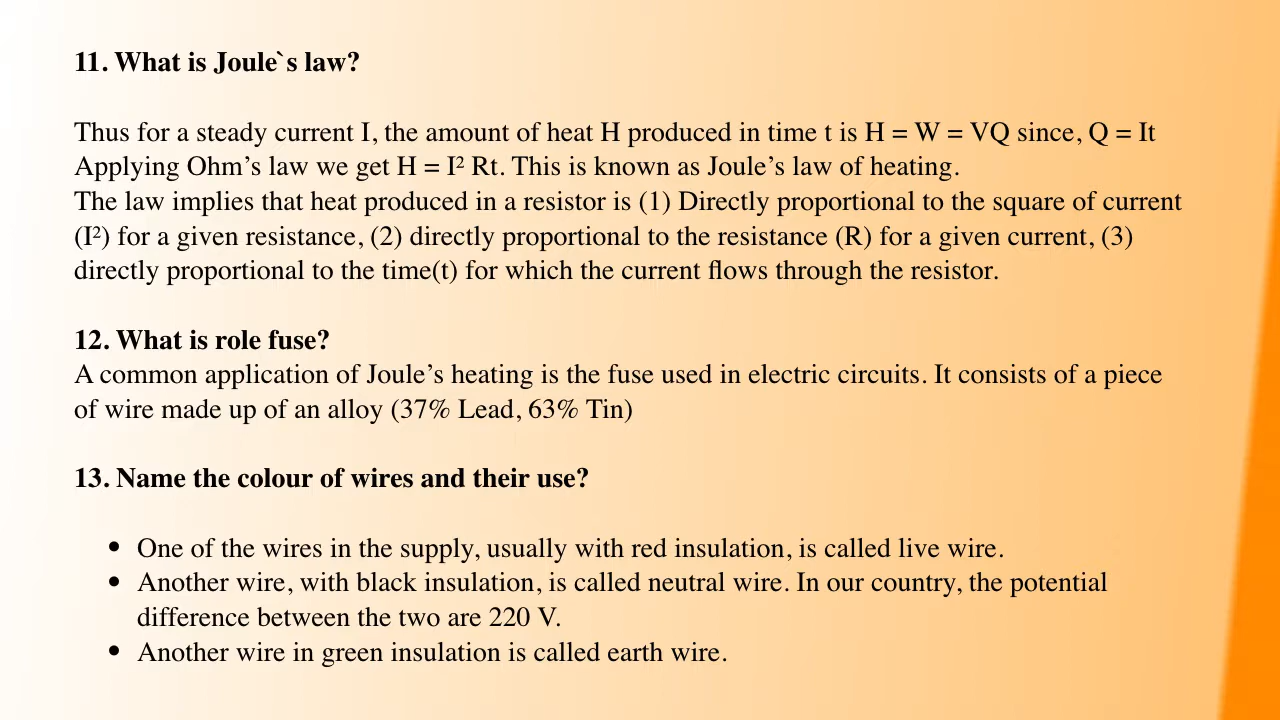 11. What is Joule`s law?
Thus for a steady current I, the amount of heat H produced in time t is H = W = VQ since, Q = It
Applying Ohm’s law we get H = I² Rt. This is known as Joule’s law of heating.
The law implies that heat produced in a resistor is (1) Directly proportional to the square of current
(I²) for a given resistance, (2) directly proportional to the resistance (R) for a given current, (3)
directly proportional to the time(t) for which the current flows through the resistor.
12. What is role fuse?
A common application of Joule’s heating is the fuse used in electric circuits. It consists of a piece
of wire made up of an alloy (37% Lead, 63% Tin)
13. Name the colour of wires and their use?
• One of the wires in the supply, usually with red insulation, is called live wire.
• Another wire, with black insulation, is called neutral wire. In our country, the potential
difference between the two are 220 V.
• Another wire in green insulation is called earth wire.